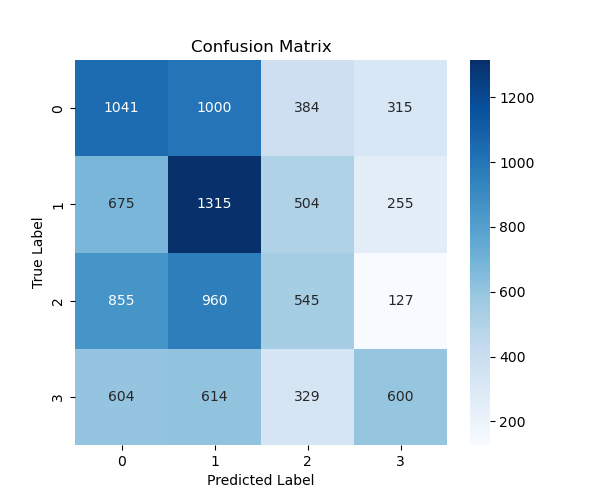 Confusion Matrix
True Label
0
1041 1000 384 315
1
675 1315 504 255
2
855 960 545 127
3
604 614 329 600
0 1 2 3
Predicted Label
1200
1000
800
600
400
200